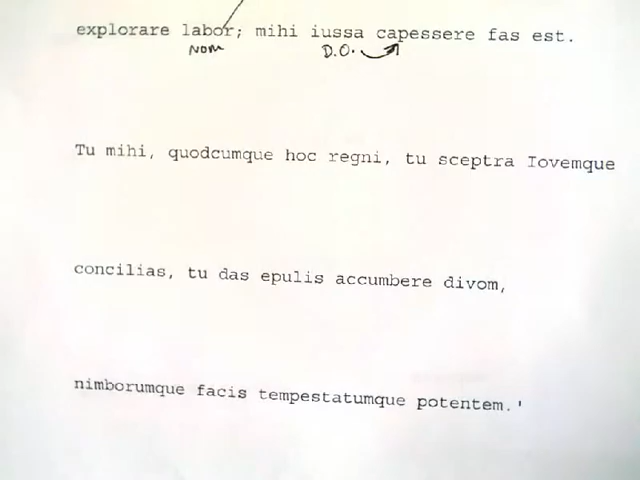 explorare labor; mihi iussa capessere fas est.
NOM D.O.
Tu mihi, quodcumque hoc regni, tu sceptra Iovemque
concilias, tu das epulis accumbere divom,
nimborumque facis tempestatumque potentem.'